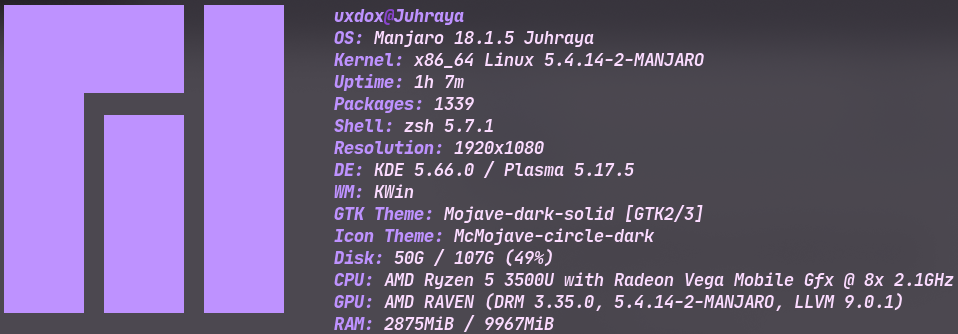 uxdox@Juhraya
OS: Manjaro 18.1.5 Juhraya
Kernel: x86_64 Linux 5.4.14-2-MANJARO
Uptime: 1h 7m
Packages: 1339
Shell: zsh 5.7.1
Resolution: 1920x1080
DE: KDE 5.66.0 / Plasma 5.17.5
WM: KWin
GTK Theme: Mojave-dark-solid [GTK2/3]
Icon Theme: McMojave-circle-dark
Disk: 50G / 107G (49%)
CPU: AMD Ryzen 5 3500U with Radeon Vega Mobile Gfx @ 8x 2.1GHz
GPU: AMD RAVEN (DRM 3.35.0, 5.4.14-2-MANJARO, LLVM 9.0.1)
RAM: 2875MiB / 9967MiB